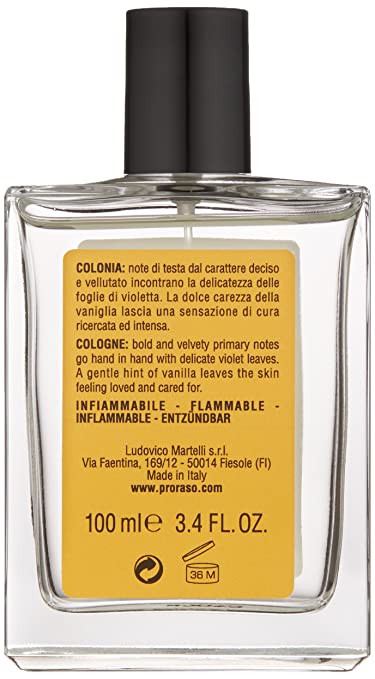 COLONIA: note di testa dal carattere deciso
e vellutato incontrano la delicatezza delle
foglie di violetta. La dolce carezza della
vaniglia lascia una sensazione di cura
ricercata ed intensa.
COLOGNE: bold and velvety primary notes
go hand in hand with delicate violet leaves.
A gentle hint of vanilla leaves the skin
feeling loved and cared for.
INFIAMMABILE - FLAMMABLE -
INFLAMMABLE - ENTZÜNDBAR
Ludovico Martelli s.r.l.
Via Faentina, 169/12 - 50014 Fiesole (FI)
Made in Italy
www.proraso.com
100 ml℮ 3.4 FL.OZ.
36 M